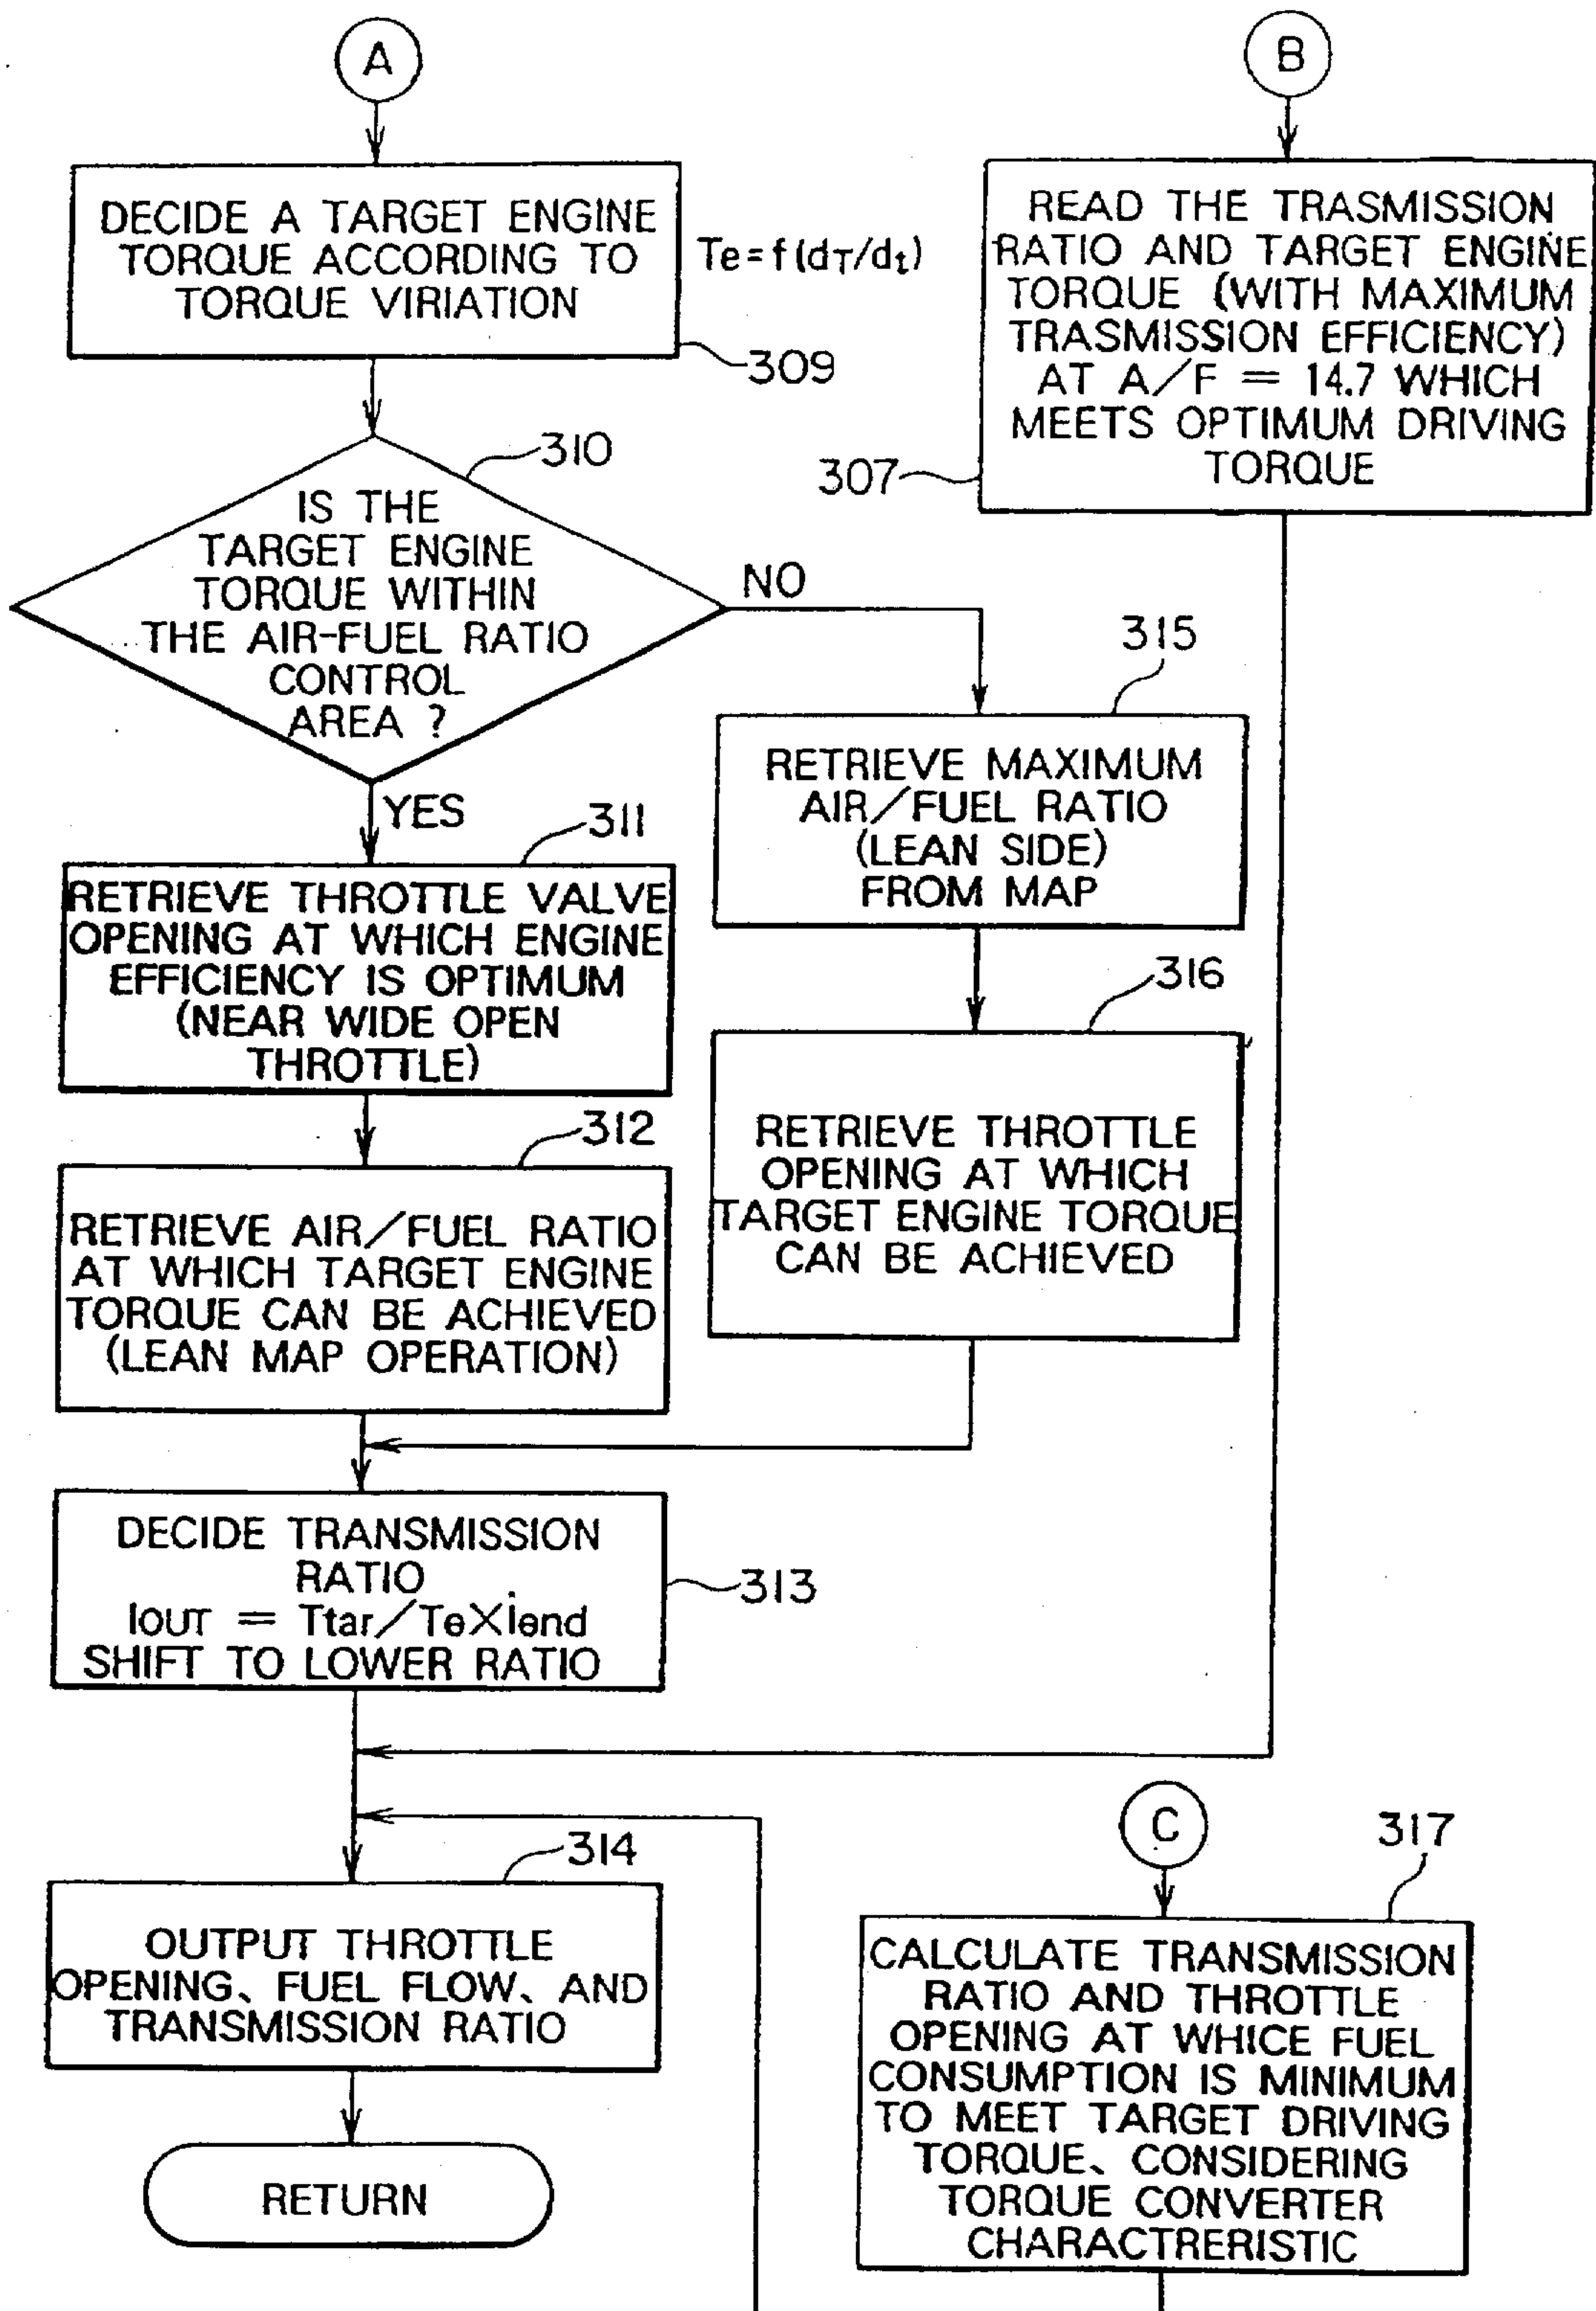 A
DECIDE A TARGET ENGINE
TORQUE ACCORDING TO
TORQUE VIRIATION
Te=f(dT/dt)
309
310
IS THE
TARGET ENGINE
TORQUE WITHIN
THE AIR-FUEL RATIO
CONTROL
AREA ?
NO
YES
311
RETRIEVE THROTTLE VALVE
OPENING AT WHICH ENGINE
EFFICIENCY IS OPTIMUM
(NEAR WIDE OPEN
THROTTLE)
312
RETRIEVE AIR/FUEL RATIO
AT WHICH TARGET ENGINE
TORQUE CAN BE ACHIEVED
(LEAN MAP OPERATION)
315
RETRIEVE MAXIMUM
AIR/FUEL RATIO
(LEAN SIDE)
FROM MAP
316
RETRIEVE THROTTLE
OPENING AT WHICH
TARGET ENGINE TORQUE
CAN BE ACHIEVED
DECIDE TRANSMISSION
RATIO
IOUT = Ttar/Te×iend
SHIFT TO LOWER RATIO
313
314
OUTPUT THROTTLE
OPENING、FUEL FLOW、AND
TRANSMISSION RATIO
RETURN
B
READ THE TRASMISSION
RATIO AND TARGET ENGINE
TORQUE (WITH MAXIMUM
TRASMISSION EFFICIENCY)
AT A/F = 14.7 WHICH
MEETS OPTIMUM DRIVING
TORQUE
307
C
317
CALCULATE TRANSMISSION
RATIO AND THROTTLE
OPENING AT WHICE FUEL
CONSUMPTION IS MINIMUM
TO MEET TARGET DRIVING
TORQUE、CONSIDERING
TORQUE CONVERTER
CHARACTRERISTIC